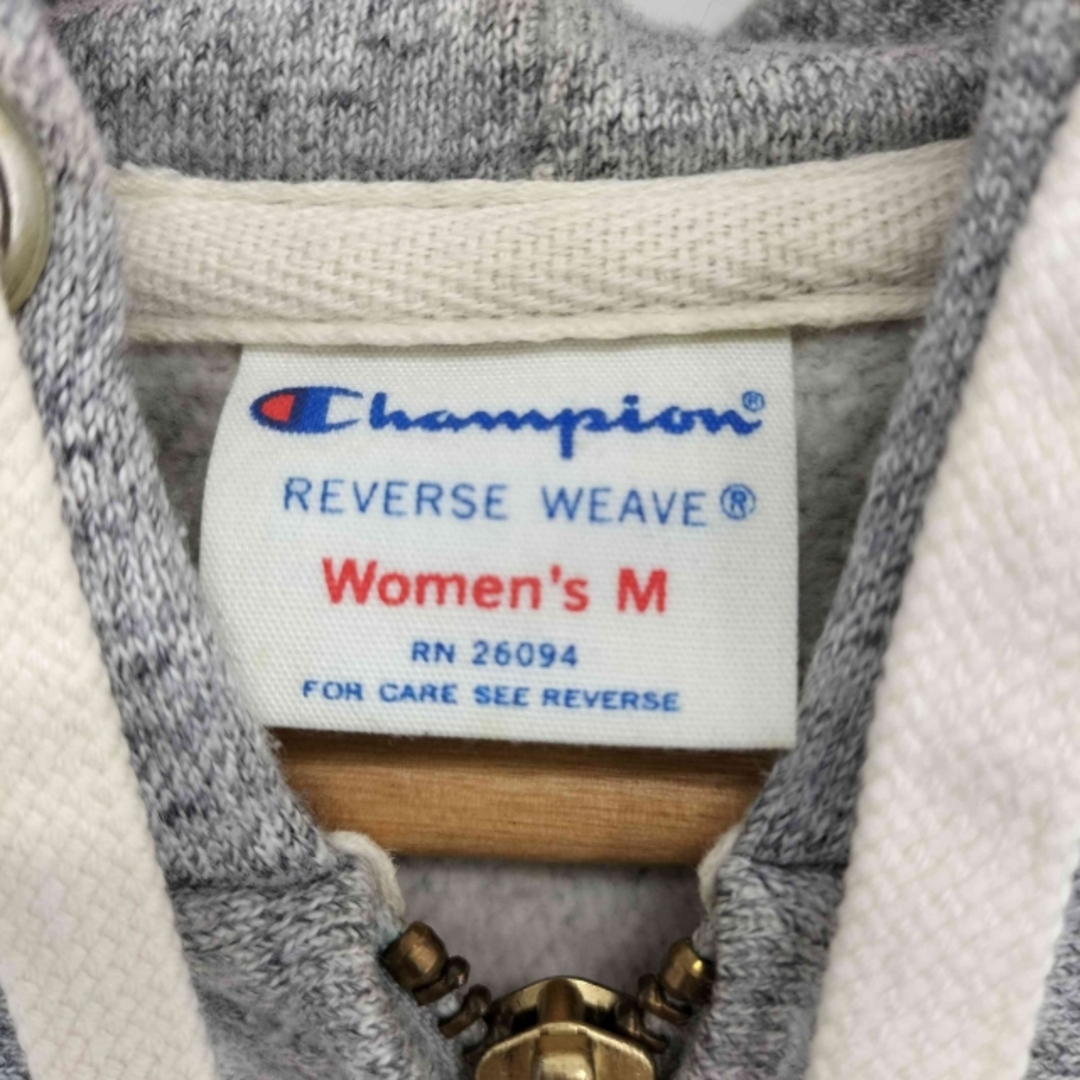 Champion®
REVERSE WEAVE®
Women's M
RN 26094
FOR CARE SEE REVERSE